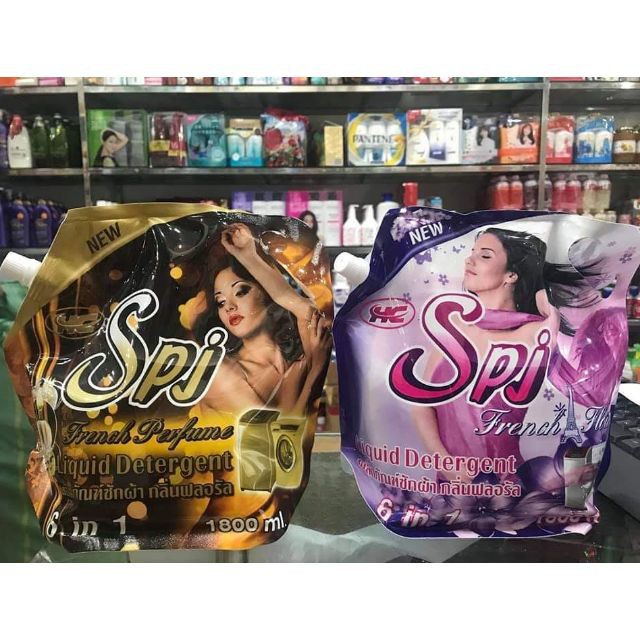 NEW
HC
Spj
French Perfume
Liquid Detergent
ผลิตภัณฑ์ซักผ้า กลิ่นฟลอรัล
6 in 1
1800 ml.
NEW
HC
Spj
French
Liquid Detergent
ผลิตภัณฑ์ซักผ้า กลิ่นฟลอรัล
6 in 1
PANTENE